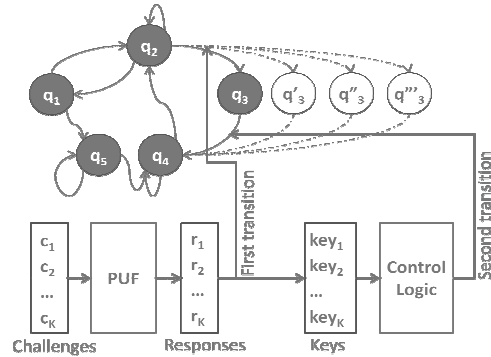 q2
q1
q3
q'3
q''3
q'''3
q5
q4
First transition
Second transition
c1
c2
...
cK
PUF
r1
r2
...
rK
key1
key2
...
keyK
Control
Logic
Challenges
Responses
Keys